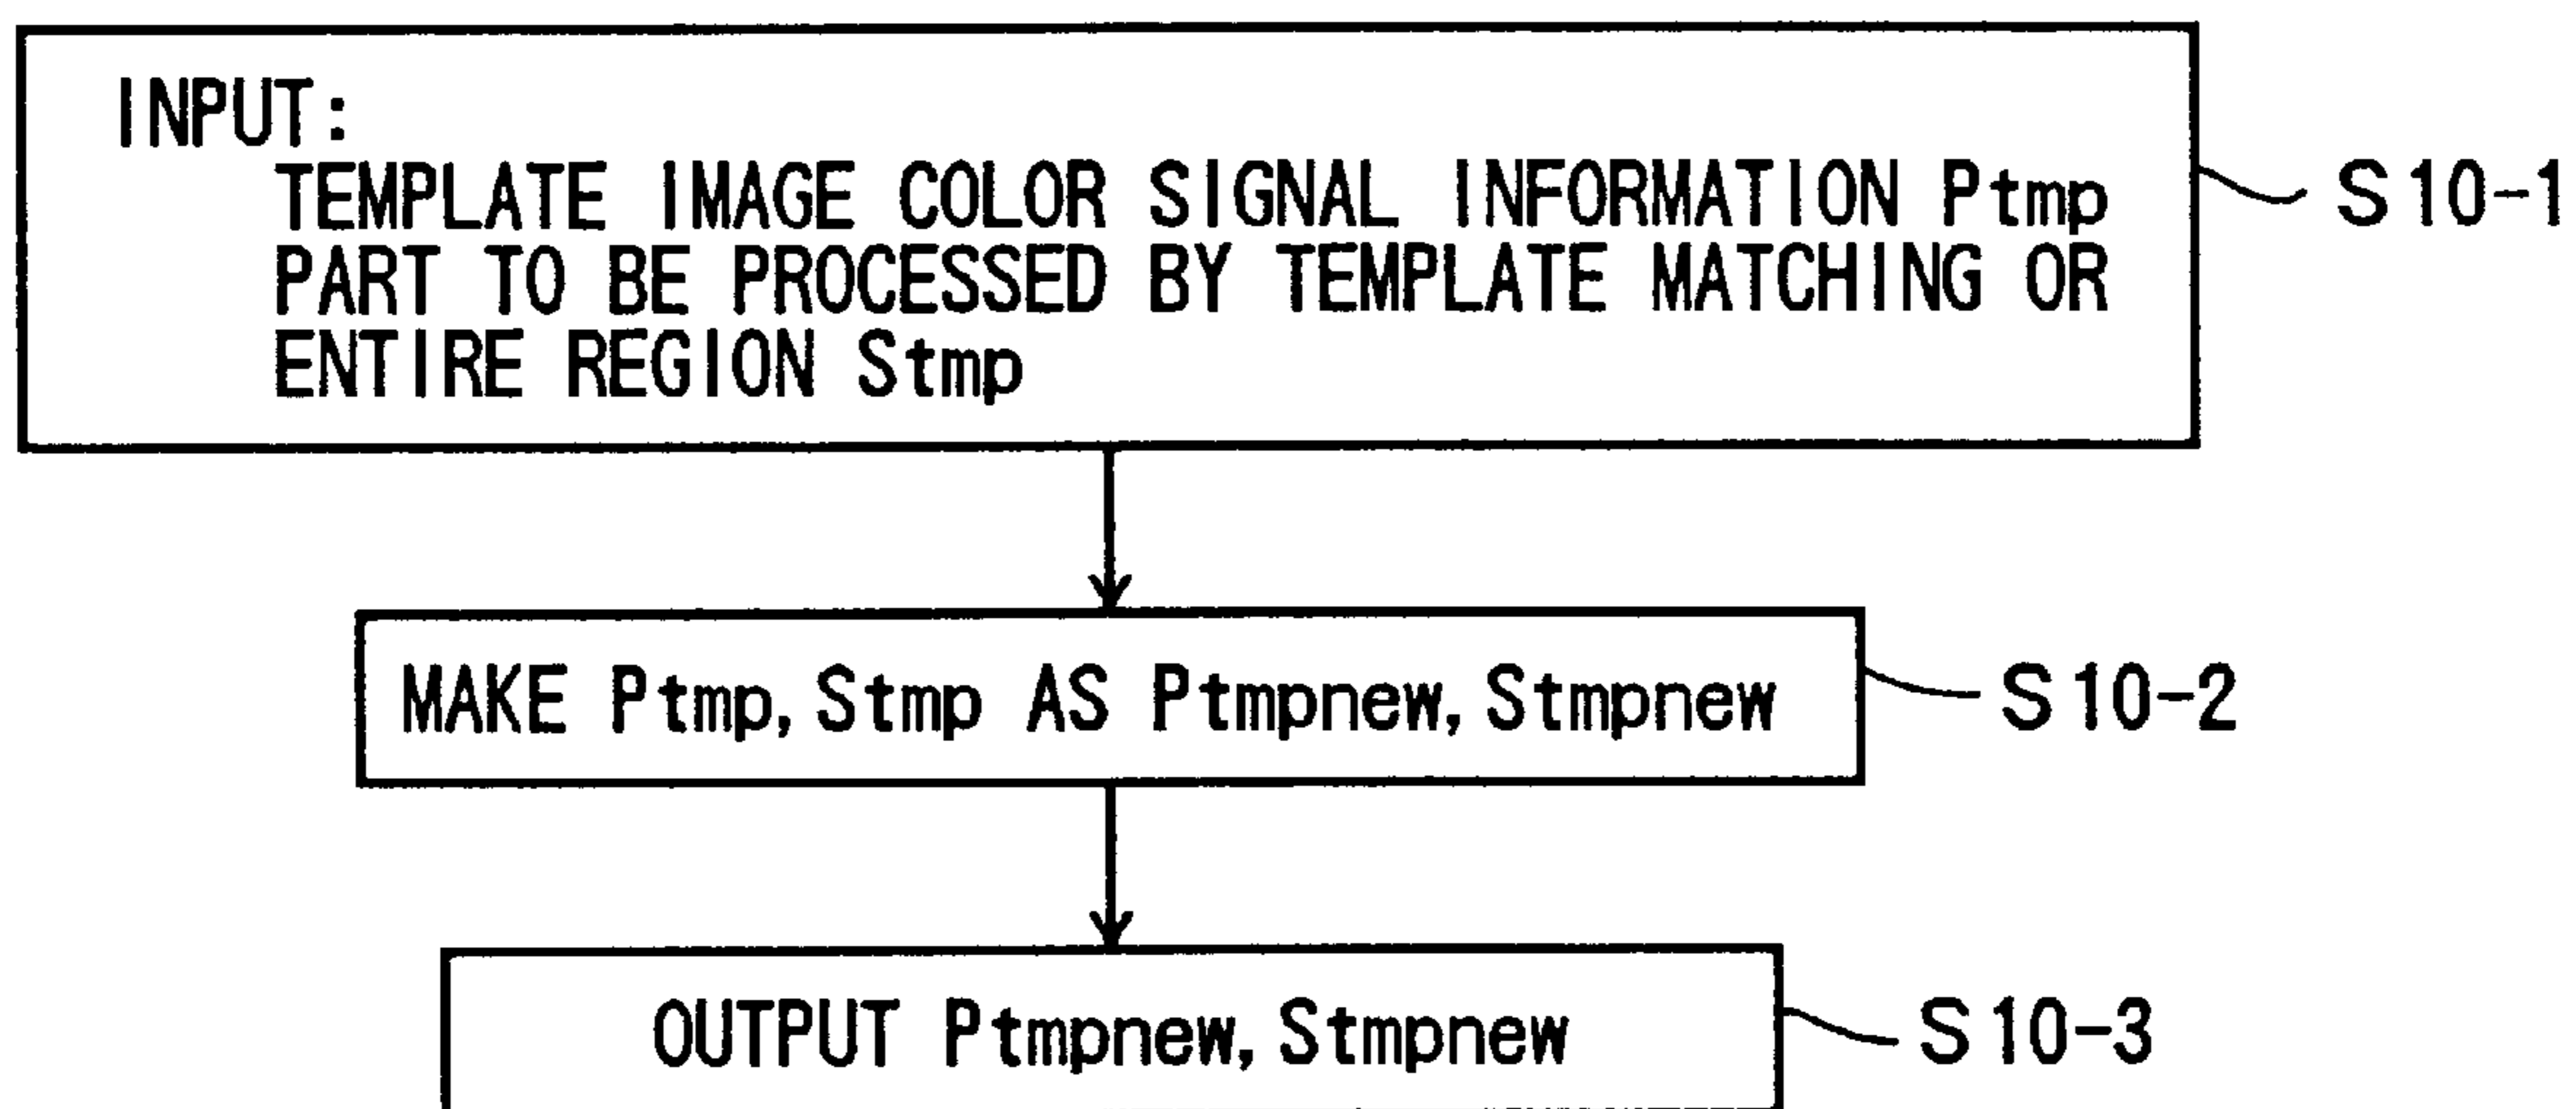 INPUT:
TEMPLATE IMAGE COLOR SIGNAL INFORMATION Ptmp
PART TO BE PROCESSED BY TEMPLATE MATCHING OR
ENTIRE REGION Stmp
S10-1
MAKE Ptmp, Stmp AS Ptmpnew, Stmpnew
S10-2
OUTPUT Ptmpnew, Stmpnew
S10-3